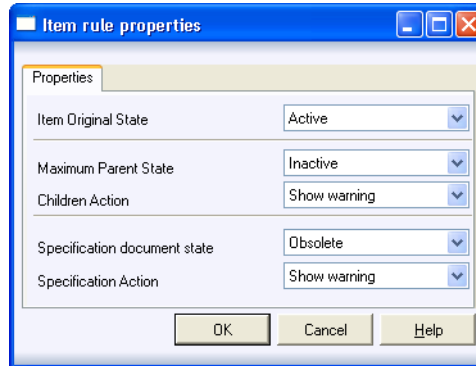 Item rule properties
Properties
Item Original State Active
Maximum Parent State Inactive
Children Action Show warning
Specification document state Obsolete
Specification Action Show warning
OK Cancel Help